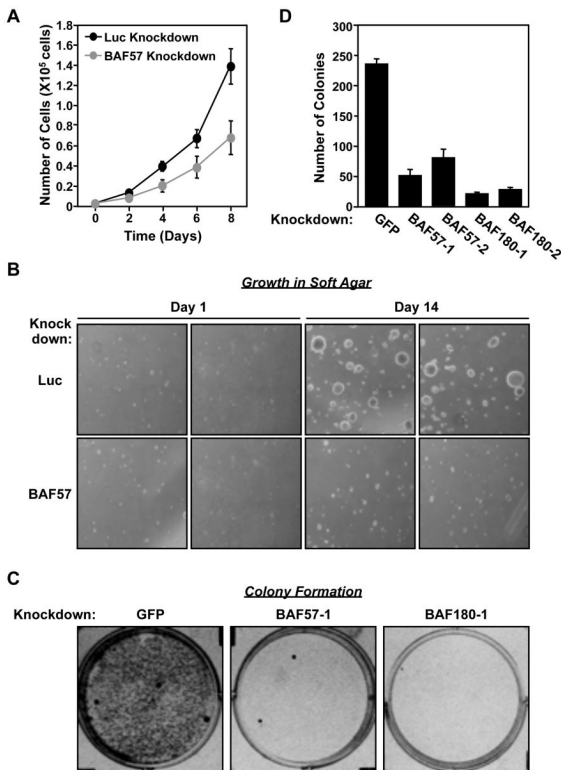 A
Luc Knockdown
BAF57 Knockdown
Number of Cells (X10⁵ cells)
1.8
1.6
1.4
1.2
1.0
0.8
0.6
0.4
0.2
0
0 2 4 6 8
Time (Days)
D
Number of Colonies
300
250
200
150
100
50
0
Knockdown:
GFP
BAF57-1
BAF57-2
BAF180-1
BAF180-2
B
Growth in Soft Agar
Day 1 Day 14
Knock
down:
Luc
BAF57
C
Colony Formation
Knockdown: GFP BAF57-1 BAF180-1